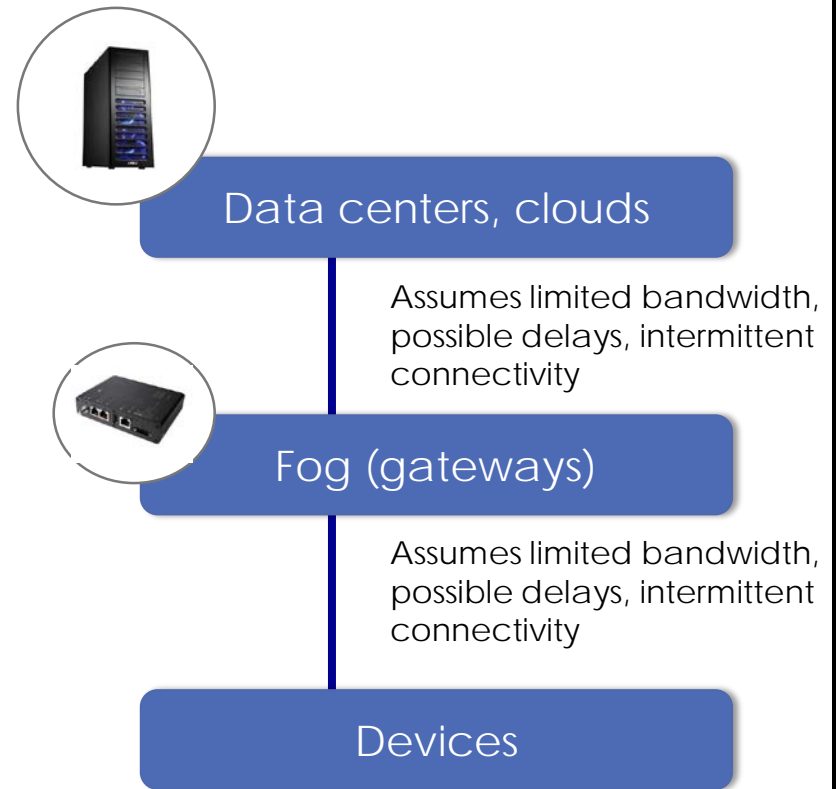 Data centers, clouds
Assumes limited bandwidth,
possible delays, intermittent
connectivity
Fog (gateways)
Assumes limited bandwidth,
possible delays, intermittent
connectivity
Devices